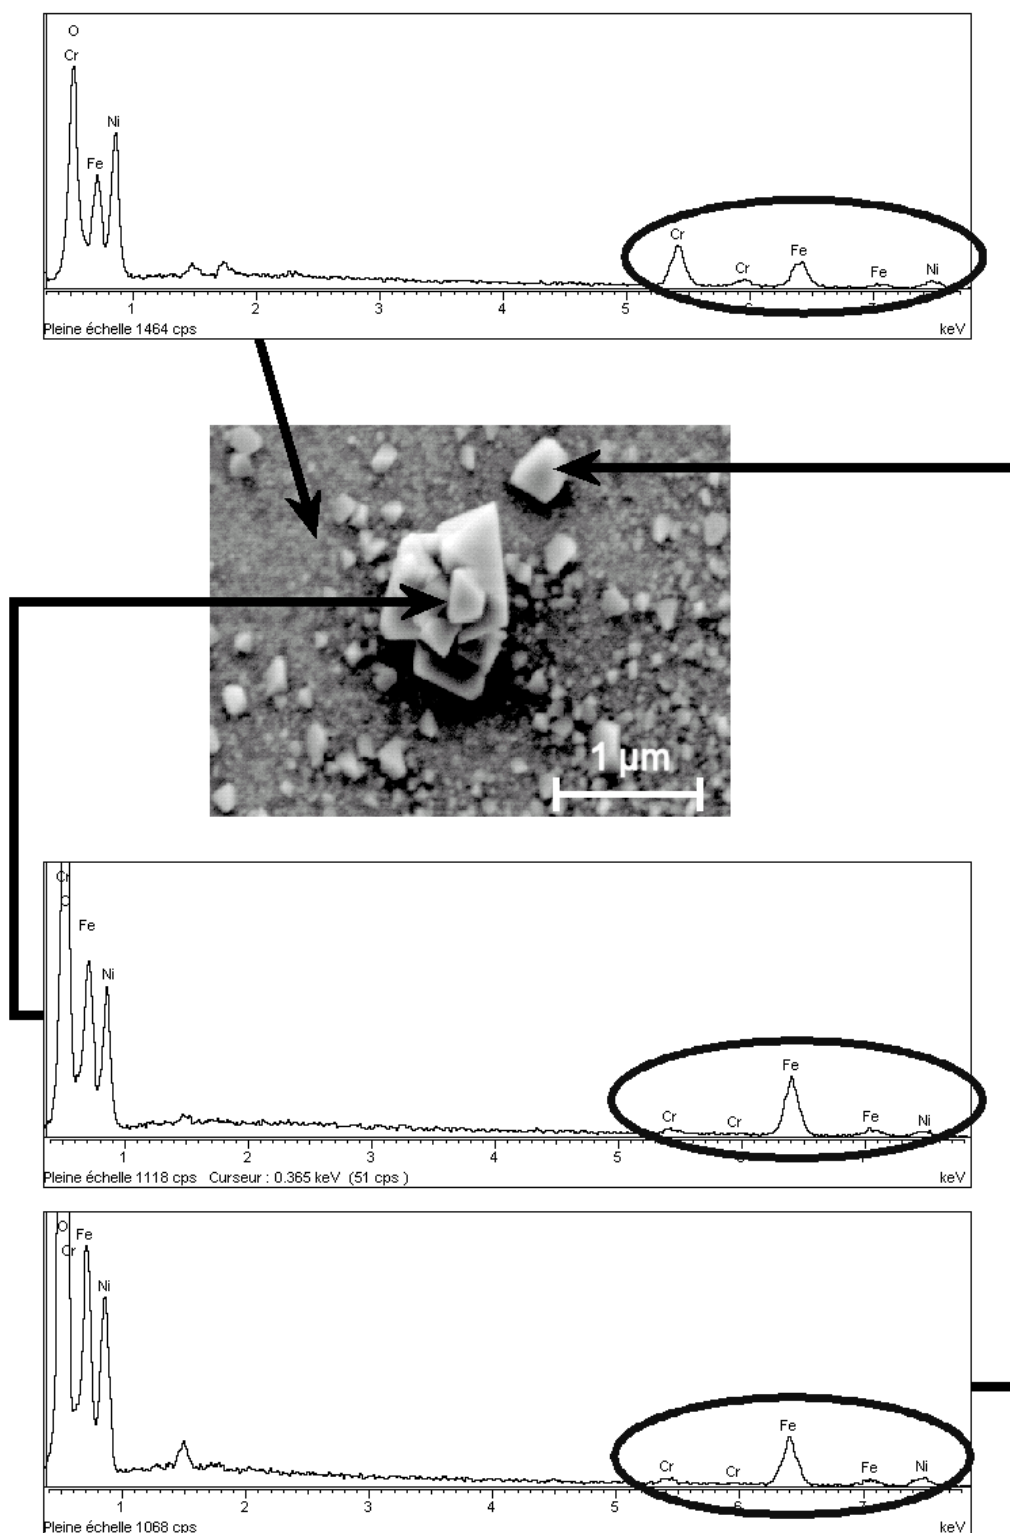 O
Cr
Ni
Fe
Cr
Cr
Fe
Fe
Ni
1 2 3 4 5
Pleine échelle 1464 cps keV
1 µm
Cr
O
Fe
Ni
Fe
Cr
Cr
Fe
Ni
1 2 3 4 5
Pleine échelle 1118 cps Curseur : 0.365 keV (51 cps ) keV
O
Fe
Cr
Ni
Fe
Cr
Cr
Fe
Ni
1 2 3 4 5
Pleine échelle 1068 cps keV